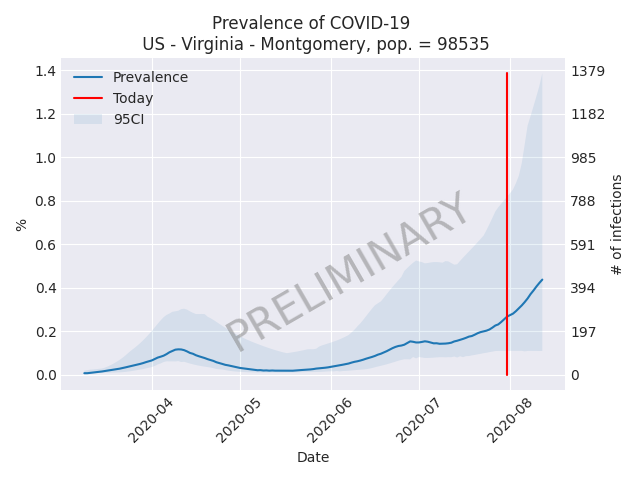 Prevalence of COVID-19
US - Virginia - Montgomery, pop. = 98535
Prevalence
Today
95CI
PRELIMINARY
1.4
1.2
1.0
0.8
0.6
0.4
0.2
0.0
%
1379
1182
985
788
591
394
197
0
# of infections
2020-04
2020-05
2020-06
2020-07
2020-08
Date